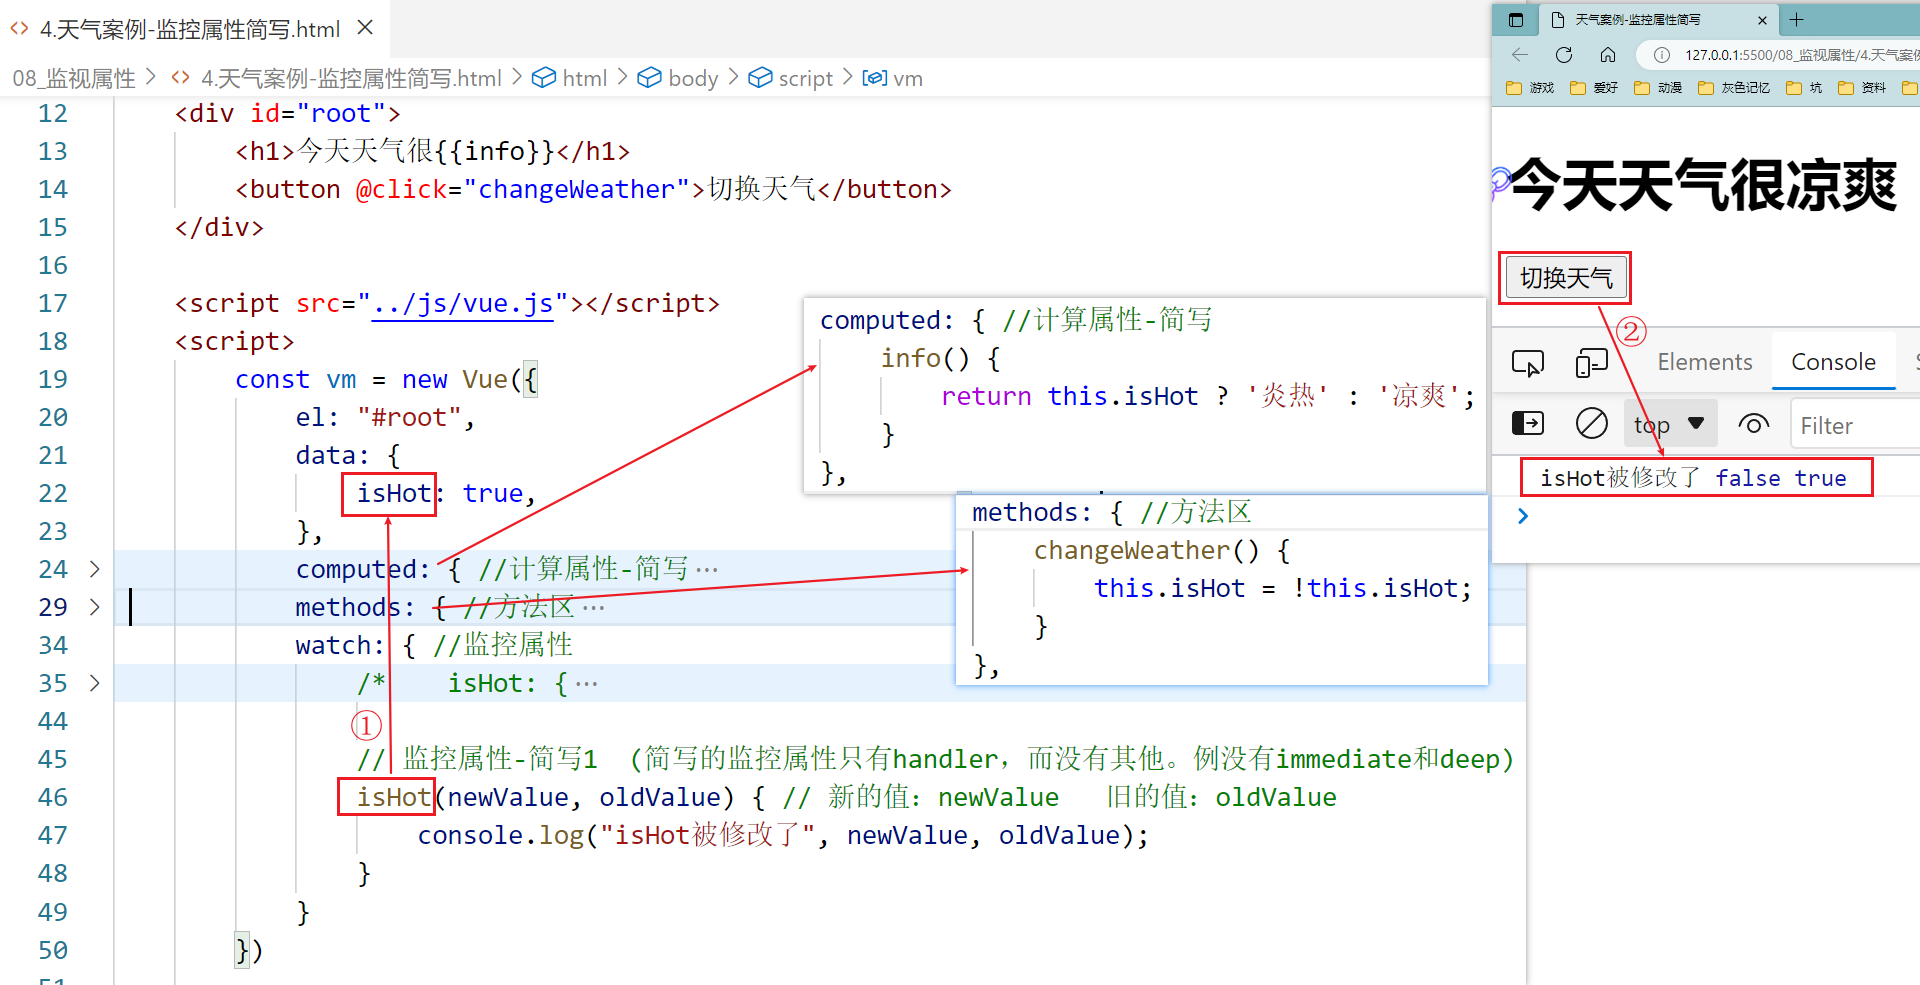 4.天气案例-监控属性简写.html
08_监视属性 > 4.天气案例-监控属性简写.html > html > body > script > vm
12 <div id="root">
13 <h1>今天天气很{{info}}</h1>
14 <button @click="changeWeather">切换天气</button>
15 </div>
16
17 <script src="../js/vue.js"></script>
18 <script>
19 const vm = new Vue({
20 el: "#root",
21 data: {
22 isHot: true,
23 },
24 computed: { //计算属性-简写 ···
29 methods: { //方法区 ···
34 watch: { //监控属性
35 /* isHot: { ···
44
①
45 // 监控属性-简写1 (简写的监控属性只有handler，而没有其他。例没有immediate和deep)
46 isHot(newValue, oldValue) { // 新的值：newValue 旧的值：oldValue
47 console.log("isHot被修改了", newValue, oldValue);
48 }
49 }
50 })
computed: { //计算属性-简写
info() {
return this.isHot ? '炎热' : '凉爽';
}
},
methods: { //方法区
changeWeather() {
this.isHot = !this.isHot;
}
},
天气案例-监控属性简写
127.0.0.1:5500/08_监视属性/4.天气案
游戏 爱好 动漫 灰色记忆 坑 资料
今天天气很凉爽
切换天气
②
Elements Console
top Filter
isHot被修改了 false true